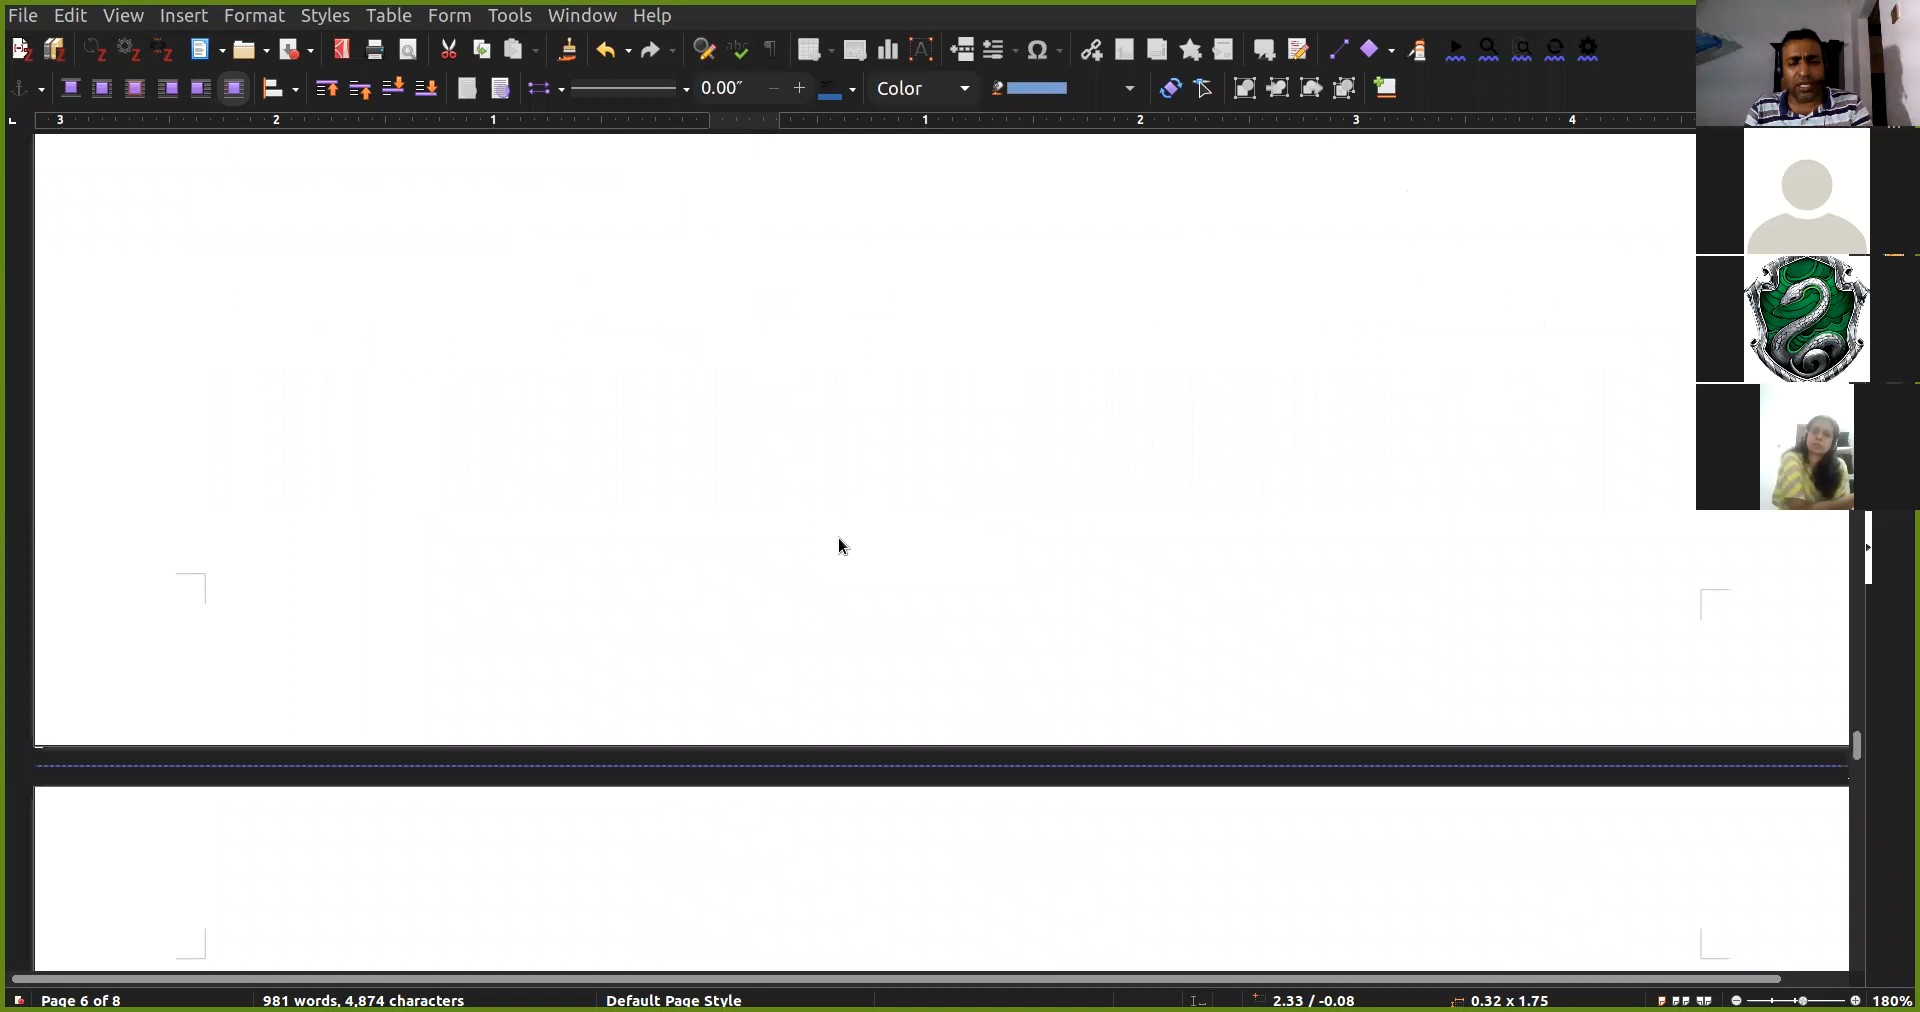 File Edit View Insert Format Styles Table Form Tools Window Help
0.00″ Color
3 2 1 1 2 3 4
Page 6 of 8 981 words, 4,874 characters Default Page Style 2.33 / -0.08 0.32 x 1.75 180%